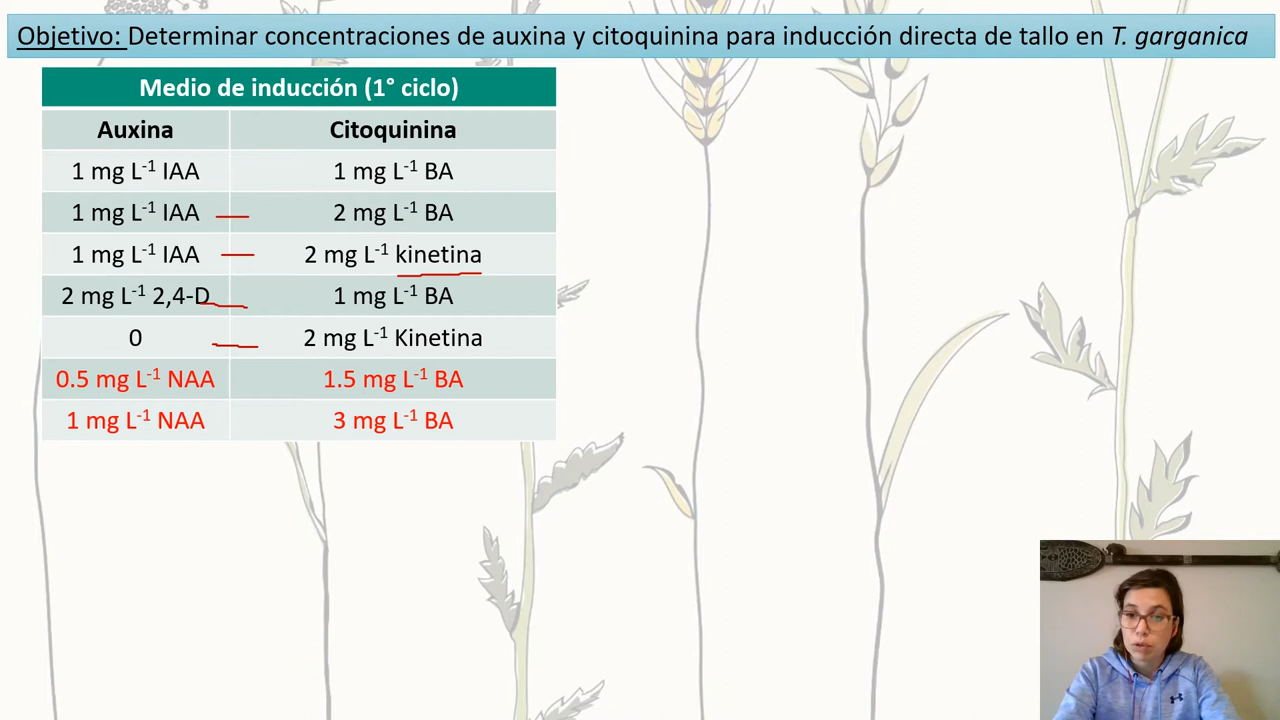 Objetivo: Determinar concentraciones de auxina y citoquinina para inducción directa de tallo en T. garganica
Medio de inducción (1° ciclo)
Auxina Citoquinina
1 mg L⁻¹ IAA 1 mg L⁻¹ BA
1 mg L⁻¹ IAA 2 mg L⁻¹ BA
1 mg L⁻¹ IAA 2 mg L⁻¹ kinetina
2 mg L⁻¹ 2,4-D 1 mg L⁻¹ BA
0 2 mg L⁻¹ Kinetina
0.5 mg L⁻¹ NAA 1.5 mg L⁻¹ BA
1 mg L⁻¹ NAA 3 mg L⁻¹ BA